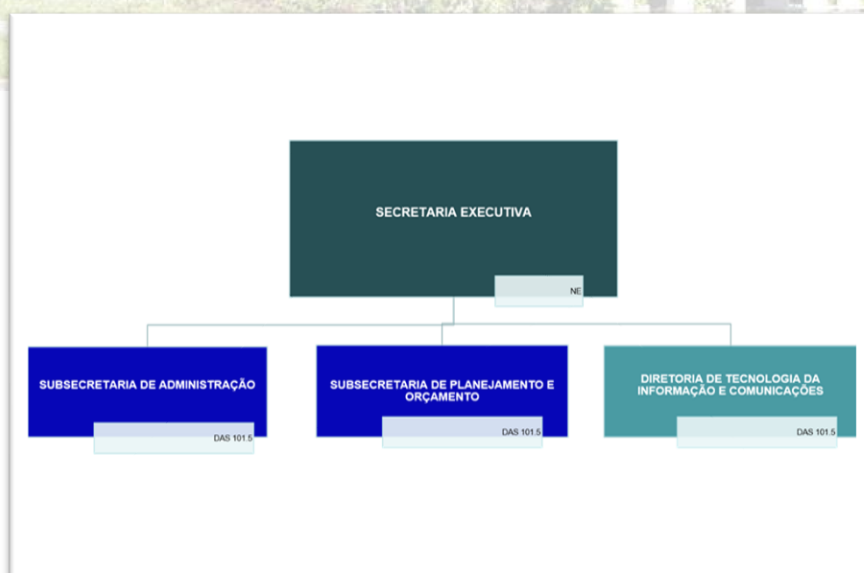 SECRETARIA EXECUTIVA
NE
SUBSECRETARIA DE ADMINISTRAÇÃO
DAS 101.5
SUBSECRETARIA DE PLANEJAMENTO E
ORÇAMENTO
DAS 101.5
DIRETORIA DE TECNOLOGIA DA
INFORMAÇÃO E COMUNICAÇÕES
DAS 101.5